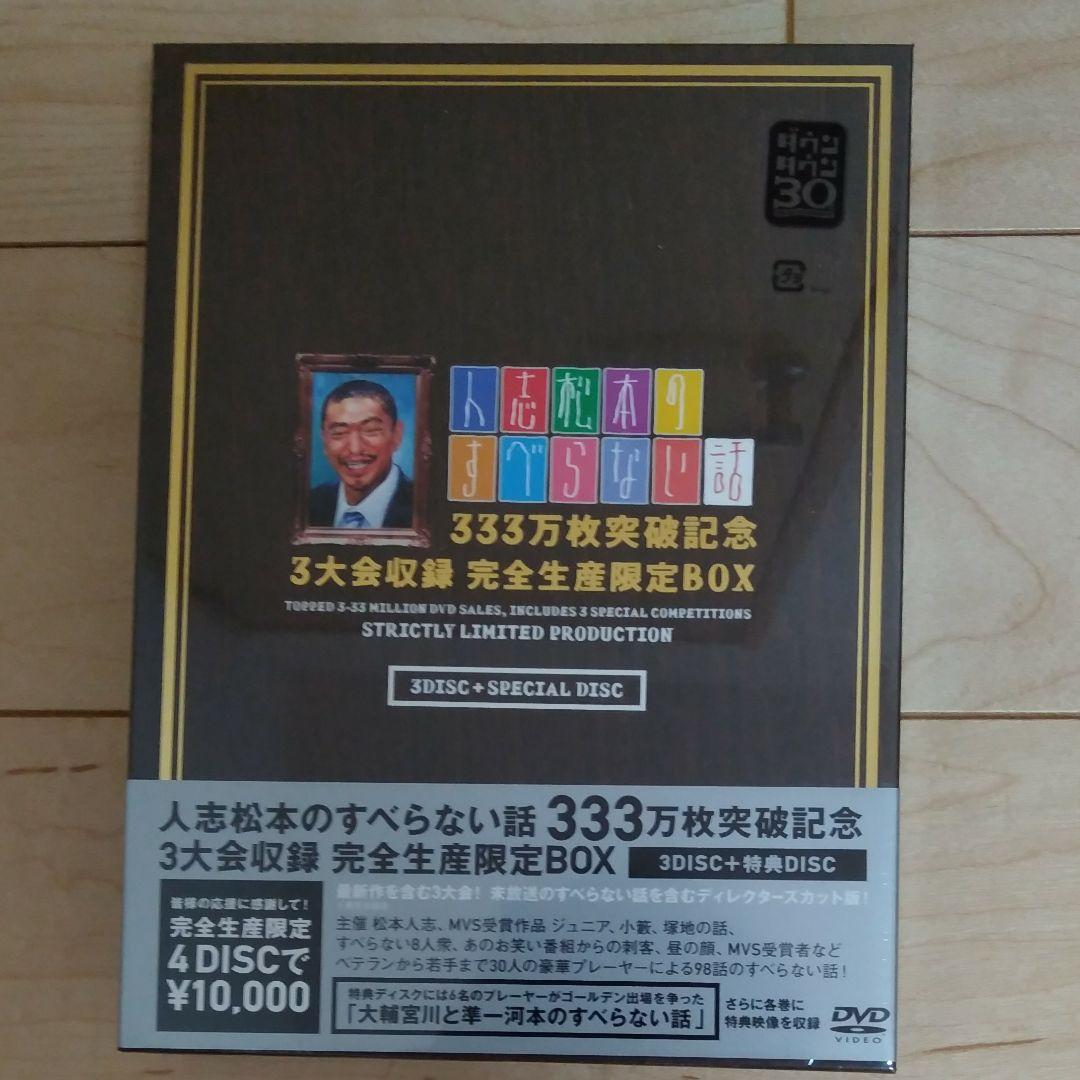 ダウン
タウン
30
人志松本の
すべらない話
333万枚突破記念
3大会収録 完全生産限定BOX
TOPPED 3-33 MILLION DVD SALES, INCLUDES 3 SPECIAL COMPETITIONS
STRICTLY LIMITED PRODUCTION
3DISC+SPECIAL DISC
人志松本のすべらない話 333万枚突破記念
3大会収録 完全生産限定BOX 3DISC+特典DISC
皆様の応援に感謝して!
完全生産限定
4DISCで
¥10,000
最新作を含む3大会! 未放送のすべらない話を含むディレクターズカット版!
主催 松本人志、MVS受賞作品 ジュニア、小籔、塚地の話、
すべらない8人衆、あのお笑い番組からの刺客、昼の顔、MVS受賞者など
ベテランから若手まで30人の豪華プレーヤーによる98話のすべらない話!
特典ディスクには6名のプレーヤーがゴールデン出場を争った
「大輔宮川と準一河本のすべらない話」
さらに各巻に
特典映像を収録
DVD
VIDEO